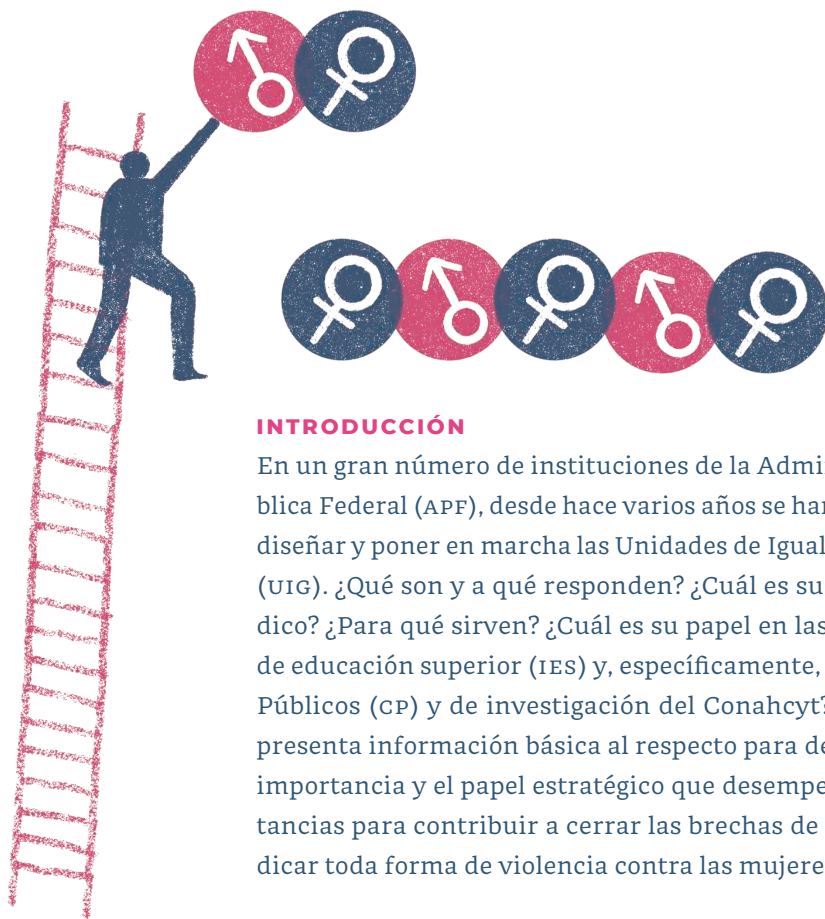 INTRODUCCIÓN
En un gran número de instituciones de la Admi
blica Federal (APF), desde hace varios años se han
diseñar y poner en marcha las Unidades de Igual
(UIG). ¿Qué son y a qué responden? ¿Cuál es su
dico? ¿Para qué sirven? ¿Cuál es su papel en las
de educación superior (IES) y, específicamente,
Públicos (CP) y de investigación del Conahcyt?
presenta información básica al respecto para de
importancia y el papel estratégico que desempe
tancias para contribuir a cerrar las brechas de
dicar toda forma de violencia contra las mujere